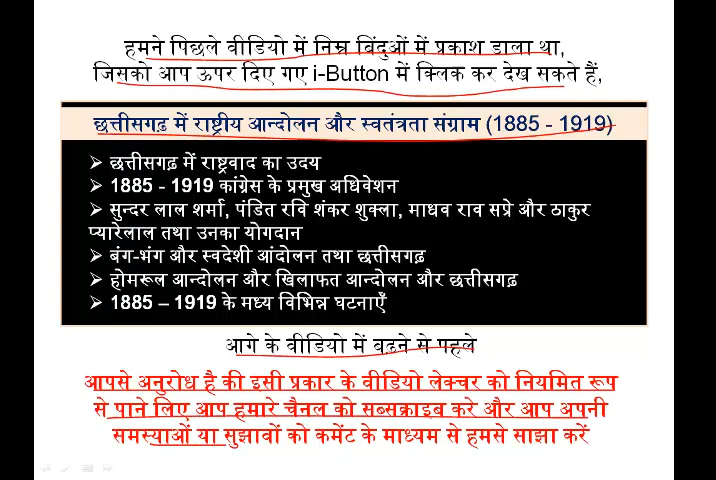 हमने पिछले वीडियो में निम्न बिंदुओं में प्रकाश डाला था,
जिसको आप ऊपर दिए गए i-Button में क्लिक कर देख सकते हैं,
छत्तीसगढ़ में राष्ट्रीय आन्दोलन और स्वतंत्रता संग्राम (1885 - 1919)
➢ छत्तीसगढ़ में राष्ट्रवाद का उदय
➢ 1885 - 1919 कांग्रेस के प्रमुख अधिवेशन
➢ सुन्दर लाल शर्मा, पंडित रवि शंकर शुक्ला, माधव राव सप्रे और ठाकुर
प्यारेलाल तथा उनका योगदान
➢ बंग-भंग और स्वदेशी आंदोलन तथा छत्तीसगढ़
➢ होमरूल आन्दोलन और खिलाफत आन्दोलन और छत्तीसगढ़
➢ 1885 – 1919 के मध्य विभिन्न घटनाएँ
आगे के वीडियो में बढ़ने से पहले
आपसे अनुरोध है की इसी प्रकार के वीडियो लेक्चर को नियमित रूप
से पाने लिए आप हमारे चैनल को सब्सक्राइब करे और आप अपनी
समस्याओं या सुझावों को कमेंट के माध्यम से हमसे साझा करें